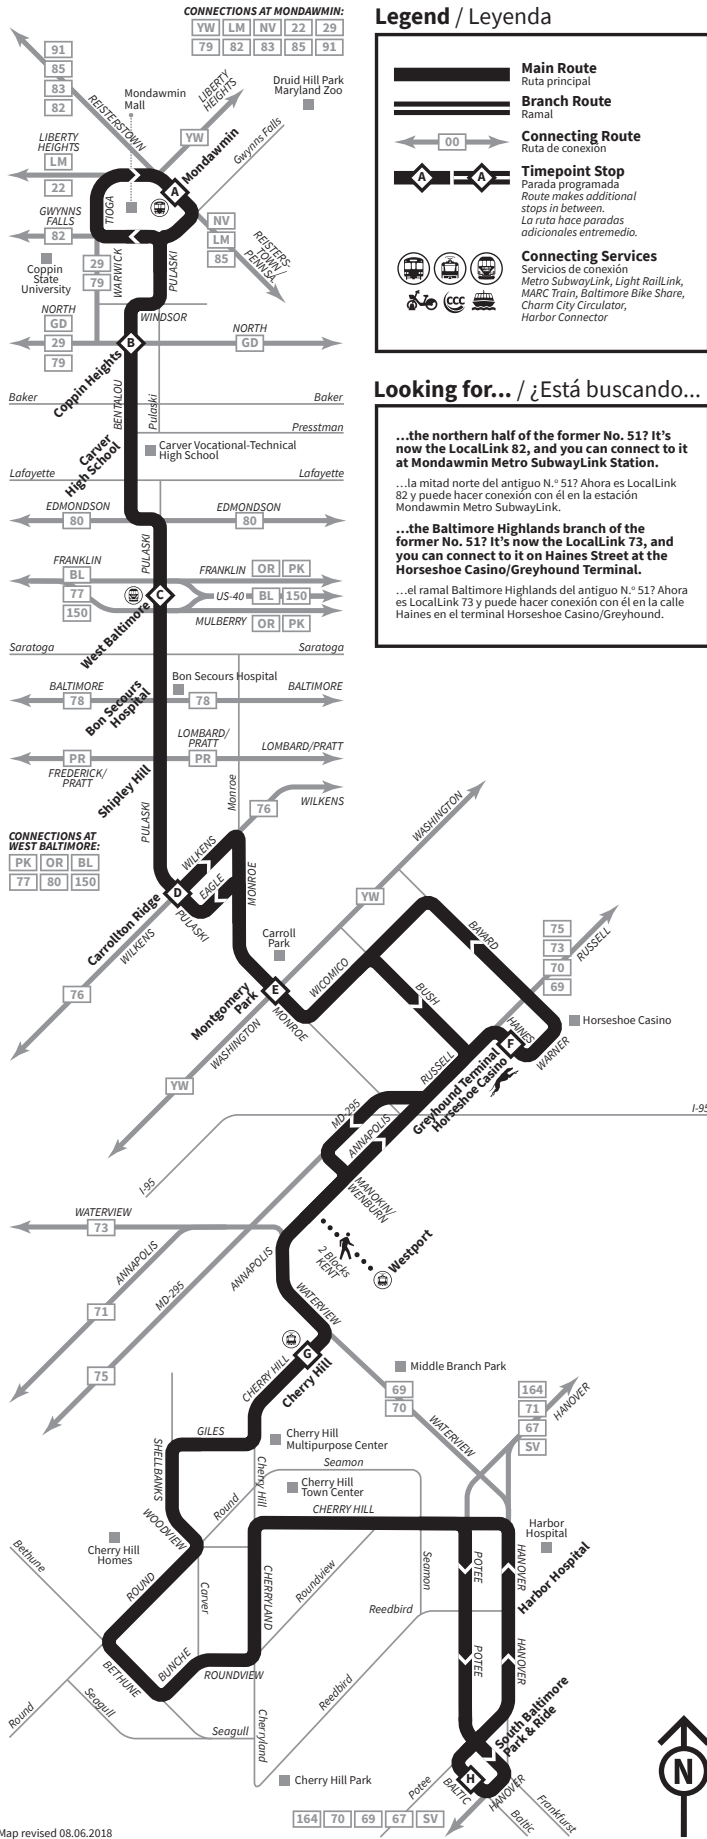 CONNECTIONS AT MONDAWMIN:
YW LM NV 22 29
79 82 83 85 91
91
85
83
82
REISTERSTOWN
Mondawmin
Mall
LIBERTY
HEIGHTS
YW
Druid Hill Park
Maryland Zoo
Gwynns Falls
LIBERTY
HEIGHTS
LM
22
A
Mondawmin
TIOGA
GWYNNS
FALLS
82
NV
LM
85
REISTERS-
TOWN/
PENNSA.
Coppin
State
University
29
79
WARWICK
PULASKI
WINDSOR
NORTH
GD
29
79
B
NORTH
GD
Coppin Heights
BENTALOU
Pulaski
Baker
Baker
Presstman
Carver
High School
Carver Vocational-Technical
High School
Lafayette
Lafayette
EDMONDSON
80
EDMONDSON
80
PULASKI
FRANKLIN
BL
77
150
FRANKLIN
OR PK
US-40
BL 150
C
MULBERRY
OR PK
West Baltimore
Saratoga
Saratoga
Bon Secours Hospital
BALTIMORE
78
78
BALTIMORE
Bon Secours
Hospital
LOMBARD/
PRATT
PR
PR
LOMBARD/PRATT
FREDERICK/
PRATT
Shipley Hill
Monroe
76
WILKENS
PULASKI
CONNECTIONS AT
WEST BALTIMORE:
PK OR BL
77 80 150
WILKENS
EAGLE
MONROE
D
PULASKI
Carrollton Ridge
WILKENS
76
WASHINGTON
YW
Carroll
Park
E
Montgomery
Park
WICOMICO
MONROE
WASHINGTON
YW
BAYARD
BUSH
75
73
70
69
RUSSELL
Horseshoe Casino
HAINES
WARNER
F
RUSSELL
Greyhound Terminal
Horseshoe Casino
MD-295
ANNAPOLIS
I-95
I-95
MANOKIN/
WENBURN
WATERVIEW
73
ANNAPOLIS
71
MD-295
75
ANNAPOLIS
2 Blocks
KENT
Westport
WATERVIEW
G
CHERRY HILL
Cherry Hill
Middle Branch Park
69
70
WATERVIEW
164
71
67
SV
HANOVER
GILES
Cherry Hill
Multipurpose Center
SHELLBANKS
Cherry Hill
Seamon
Cherry Hill
Town Center
Round
CHERRY HILL
WOODVIEW
Cherry Hill
Homes
Harbor
Hospital
Bethune
ROUND
Carver
CHERRYLAND
Roundview
Seamon
POTEE
HANOVER
Harbor Hospital
Reedbird
POTEE
HANOVER
BETHUNE
BUNCHE
ROUNDVIEW
Round
Seagull
Seagull
Cherryland
Reedbird
South Baltimore
Park & Ride
Cherry Hill Park
H
BALTIC
Potee
HANOVER
Baltic
Frankfurst
164 70 69 67 SV
N
Map revised 08.06.2018
Legend / Leyenda
Main Route
Ruta principal
Branch Route
Ramal
00
Connecting Route
Ruta de conexión
A
A
Timepoint Stop
Parada programada
Route makes additional
stops in between.
La ruta hace paradas
adicionales entremedio.
CCC
Connecting Services
Servicios de conexión
Metro SubwayLink, Light RailLink,
MARC Train, Baltimore Bike Share,
Charm City Circulator,
Harbor Connector
Looking for... / ¿Está buscando...
...the northern half of the former No. 51? It's
now the LocalLink 82, and you can connect to it
at Mondawmin Metro SubwayLink Station.
...la mitad norte del antiguo N.º 51? Ahora es LocalLink
82 y puede hacer conexión con él en la estación
Mondawmin Metro SubwayLink.
...the Baltimore Highlands branch of the
former No. 51? It's now the LocalLink 73, and
you can connect to it on Haines Street at the
Horseshoe Casino/Greyhound Terminal.
...el ramal Baltimore Highlands del antiguo N.º 51? Ahora
es LocalLink 73 y puede hacer conexión con él en la calle
Haines en el terminal Horseshoe Casino/Greyhound.